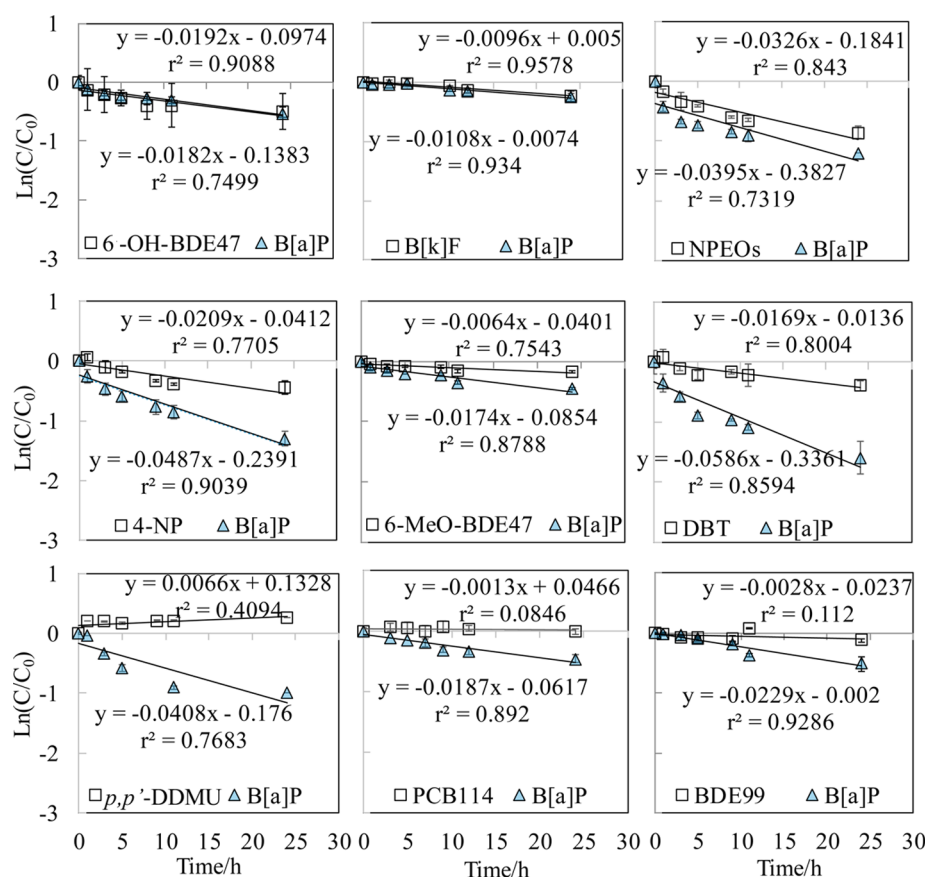 y = -0.0192x - 0.0974
r² = 0.9088
y = -0.0182x - 0.1383
r² = 0.7499
6 -OH-BDE47 B[a]P
1
0
-1
-2
-3
Ln(C/C₀)
y = -0.0096x + 0.005
r² = 0.9578
y = -0.0108x - 0.0074
r² = 0.934
B[k]F B[a]P
y = -0.0326x - 0.1841
r² = 0.843
y = -0.0395x - 0.3827
r² = 0.7319
NPEOs B[a]P
y = -0.0209x - 0.0412
r² = 0.7705
y = -0.0487x - 0.2391
r² = 0.9039
4-NP B[a]P
1
0
-1
-2
-3
Ln(C/C₀)
y = -0.0064x - 0.0401
r² = 0.7543
y = -0.0174x - 0.0854
r² = 0.8788
6-MeO-BDE47 B[a]P
y = -0.0169x - 0.0136
r² = 0.8004
y = -0.0586x - 0.3361
r² = 0.8594
DBT B[a]P
y = 0.0066x + 0.1328
r² = 0.4094
y = -0.0408x - 0.176
r² = 0.7683
p,p’-DDMU B[a]P
1
0
-1
-2
-3
Ln(C/C₀)
0 5 10 15 20 25 30
Time/h
y = -0.0013x + 0.0466
r² = 0.0846
y = -0.0187x - 0.0617
r² = 0.892
PCB114 B[a]P
0 5 10 15 20 25 30
Time/h
y = -0.0028x - 0.0237
r² = 0.112
y = -0.0229x - 0.002
r² = 0.9286
BDE99 B[a]P
0 5 10 15 20 25 30
Time/h